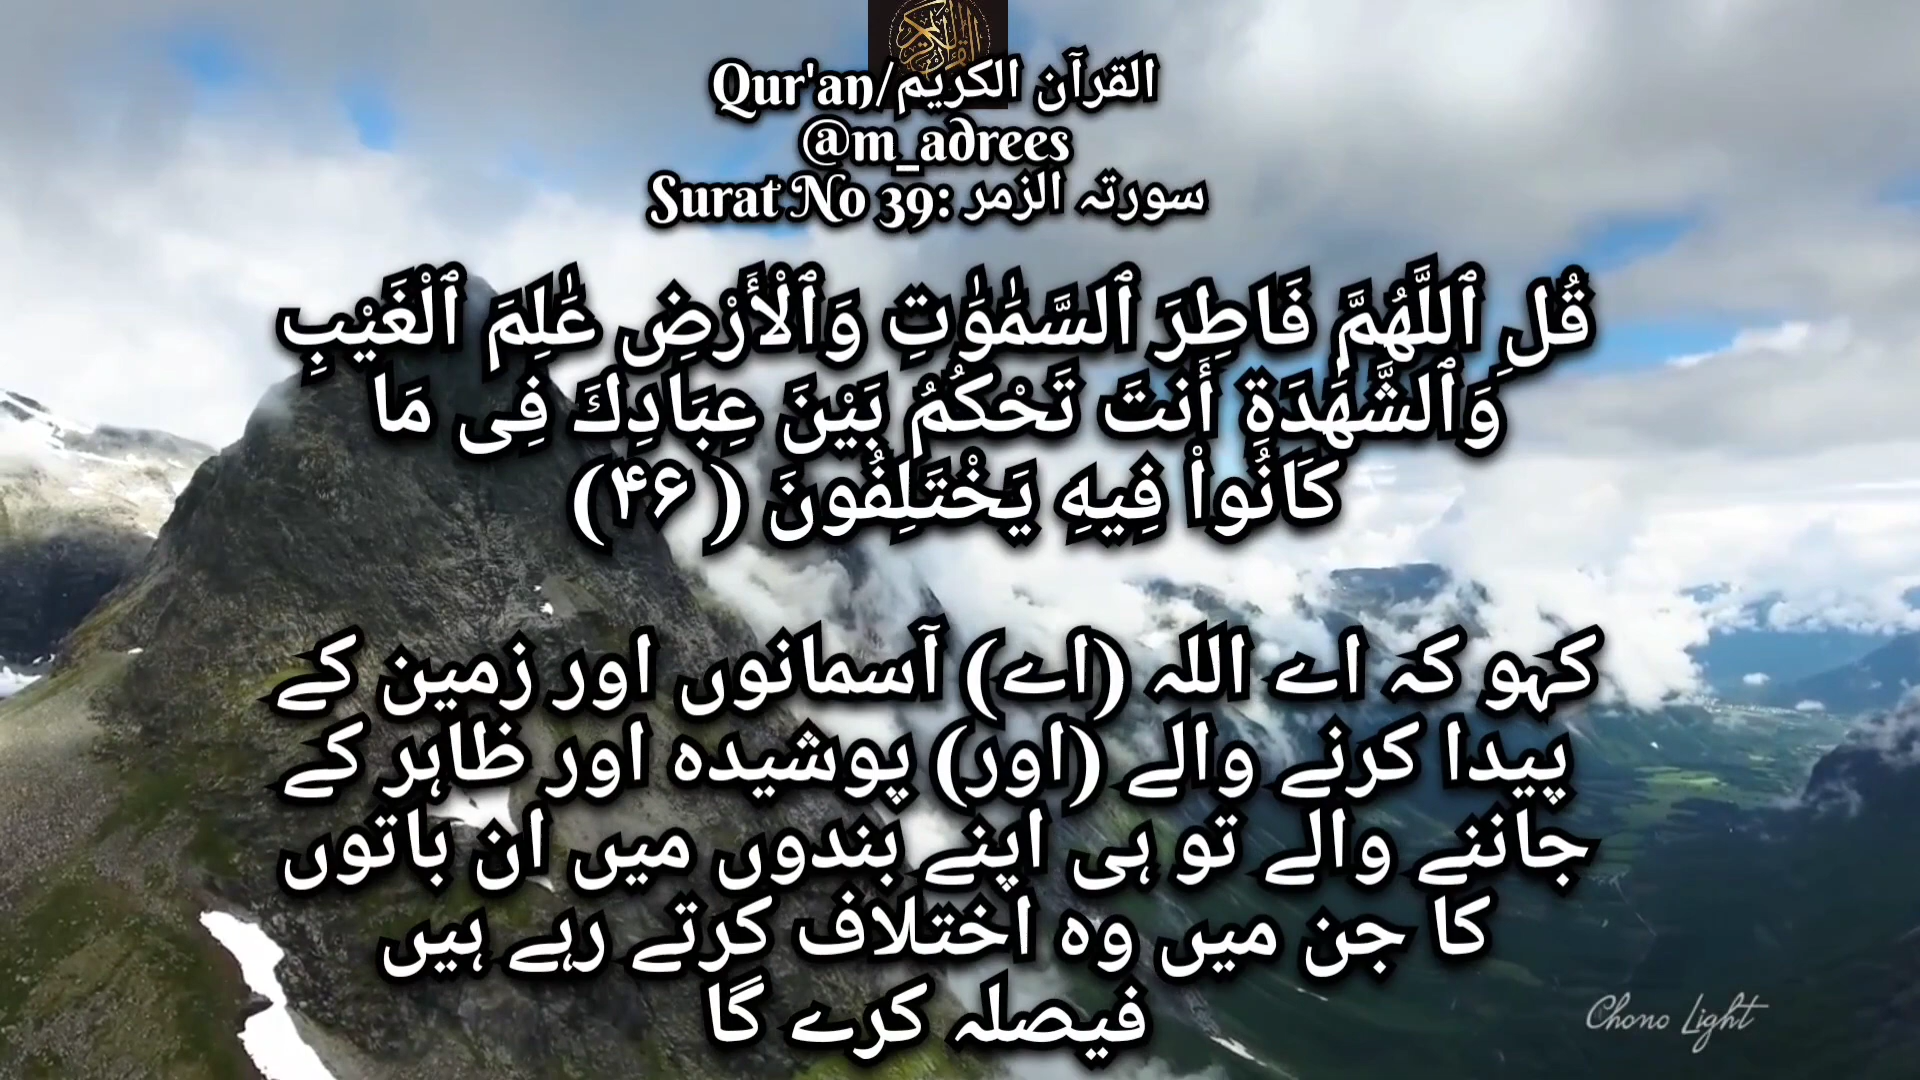 القرآن الكريم/Qur'an
@m_adrees
Surat No 39: سورتہ الزمر
قُلِ ٱللَّهُمَّ فَاطِرَ ٱلسَّمَٰوَٰتِ وَٱلْأَرْضِ عَٰلِمَ ٱلْغَيْبِ
وَٱلشَّهَٰدَةِ أَنتَ تَحْكُمُ بَيْنَ عِبَادِكَ فِى مَا
كَانُوا۟ فِيهِ يَخْتَلِفُونَ (۴۶)
کہو کہ اے اللہ (اے) آسمانوں اور زمین کے
پیدا کرنے والے (اور) پوشیدہ اور ظاہر کے
جاننے والے تو ہی اپنے بندوں میں ان باتوں
کا جن میں وہ اختلاف کرتے رہے ہیں
فیصلہ کرے گا
Chono Light